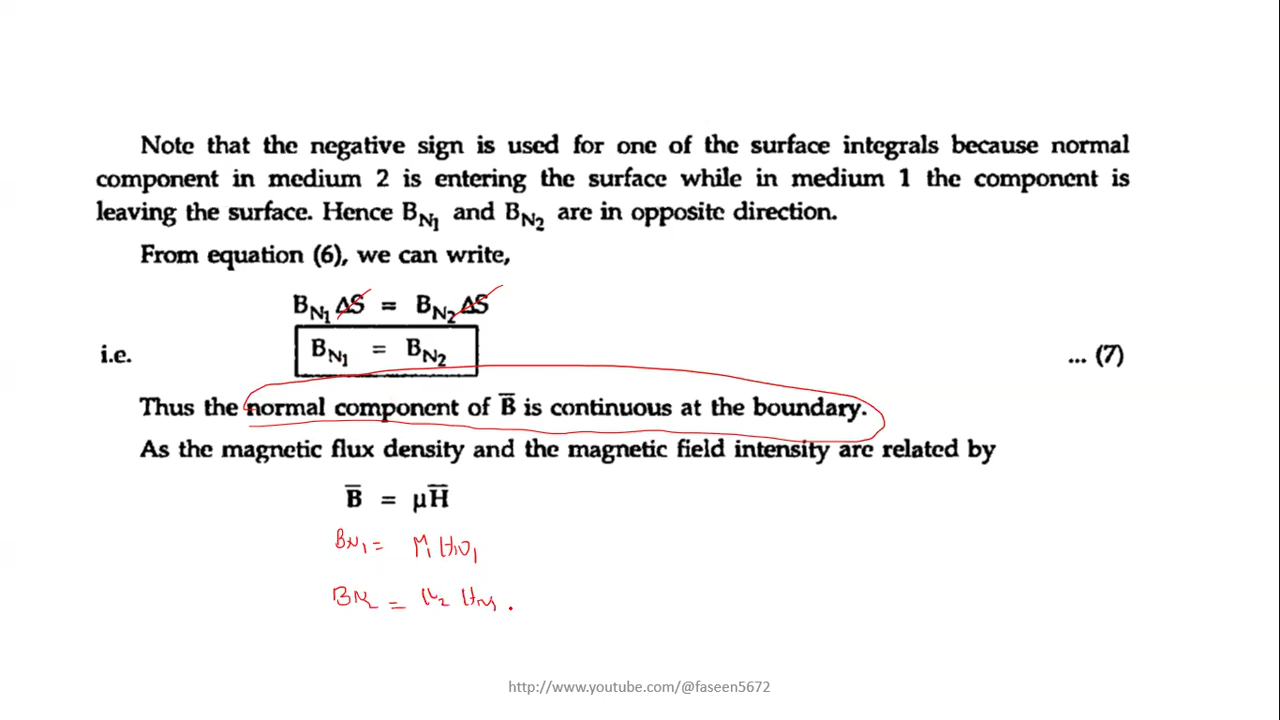 Note that the negative sign is used for one of the surface integrals because normal
component in medium 2 is entering the surface while in medium 1 the component is
leaving the surface. Hence B_N₁ and B_N₂ are in opposite direction.
From equation (6), we can write,
B_N₁ ΔS = B_N₂ ΔS
i.e. B_N₁ = B_N₂ ... (7)
Thus the normal component of B̅ is continuous at the boundary.
As the magnetic flux density and the magnetic field intensity are related by
B̅ = μH̅
BN₁ = μ₁ HN₁
BN₂ = μ₂ HN₂.
http://www.youtube.com/@faseen5672